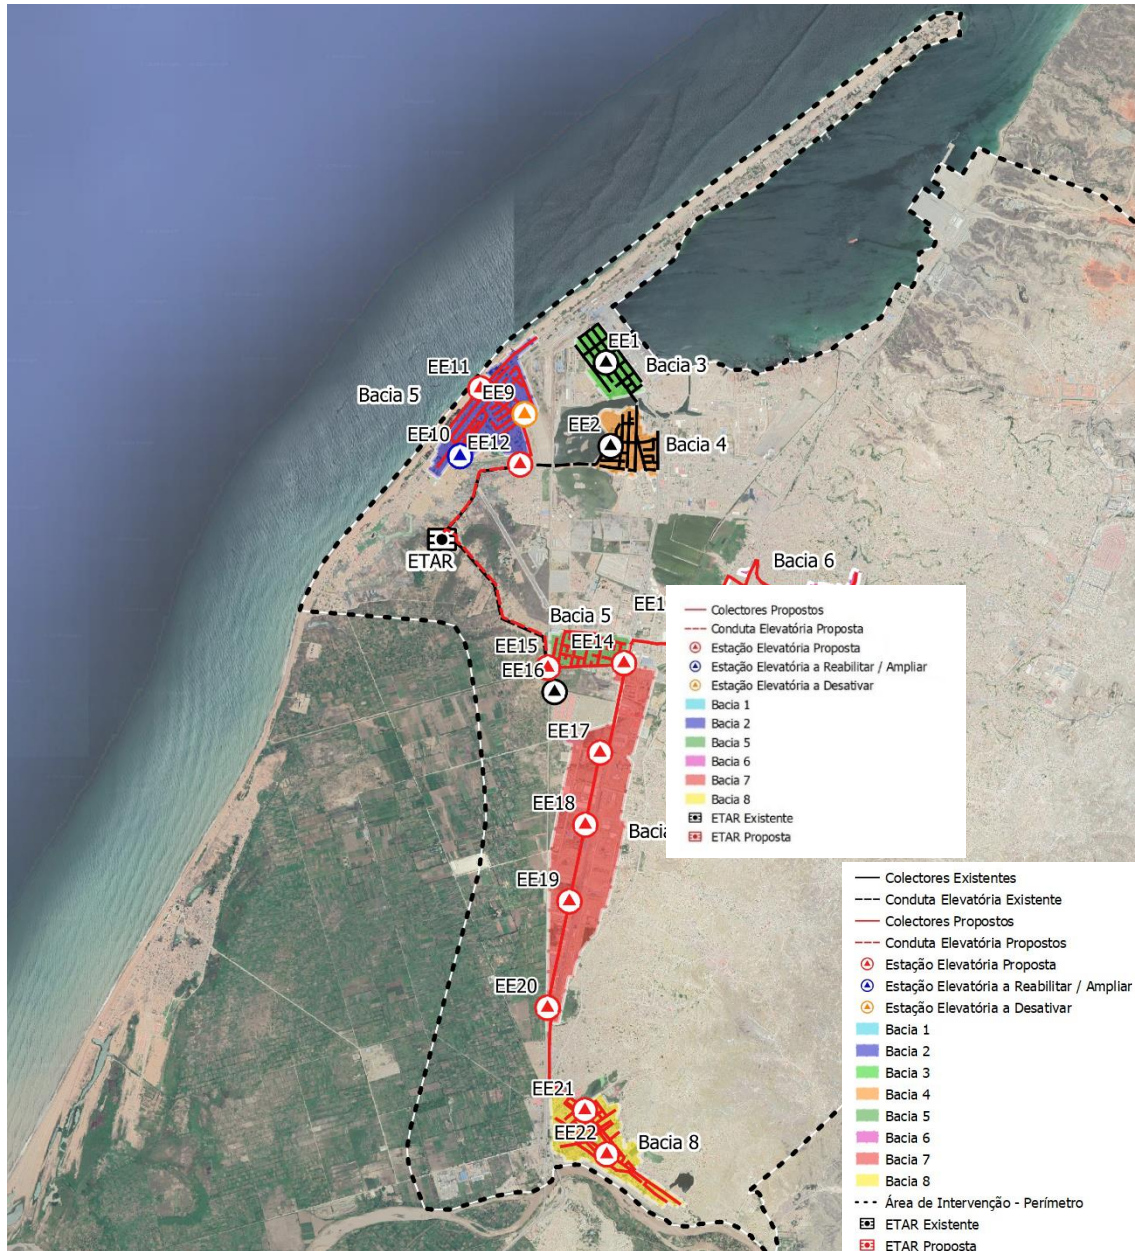 EE1
Bacia 3
EE11
Bacia 5
EE9
EE10
EE12
EE2
Bacia 4
ETAR
Bacia 6
Bacia 5
EE15
EE14
EE16
EE17
EE18
Bacia
EE19
EE20
EE21
EE22
Bacia 8
Colectores Propostos
Conduta Elevatória Proposta
Estação Elevatória Proposta
Estação Elevatória a Reabilitar / Ampliar
Estação Elevatória a Desativar
Bacia 1
Bacia 2
Bacia 5
Bacia 6
Bacia 7
Bacia 8
ETAR Existente
ETAR Proposta
Colectores Existentes
Conduta Elevatória Existente
Colectores Propostos
Conduta Elevatória Propostos
Estação Elevatória Proposta
Estação Elevatória a Reabilitar / Ampliar
Estação Elevatória a Desativar
Bacia 1
Bacia 2
Bacia 3
Bacia 4
Bacia 5
Bacia 6
Bacia 7
Bacia 8
Área de Intervenção - Perímetro
ETAR Existente
ETAR Proposta